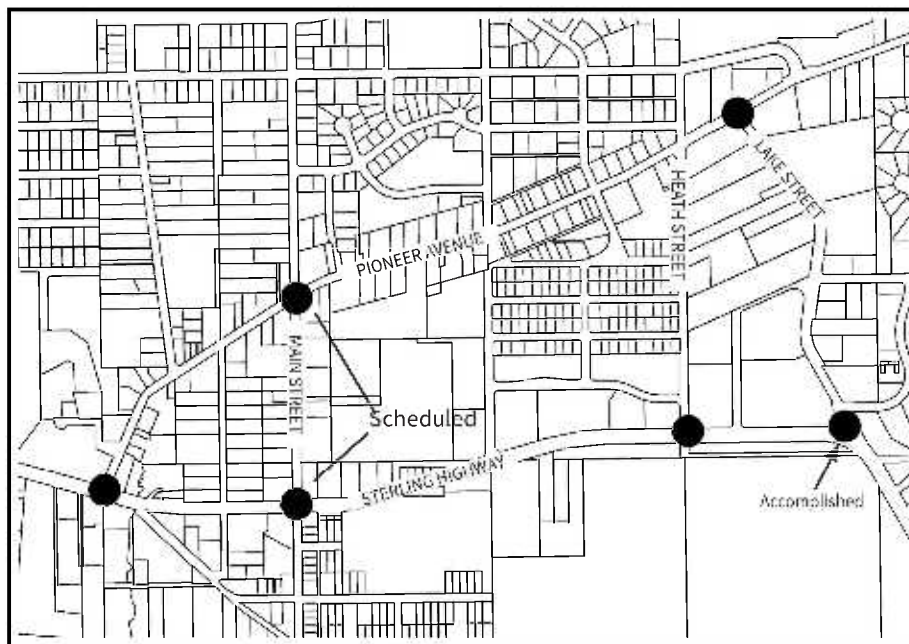 LAKE STREET
HEATH STREET
PIONEER AVENUE
MAIN STREET
Scheduled
STERLING HIGHWAY
Accomplished